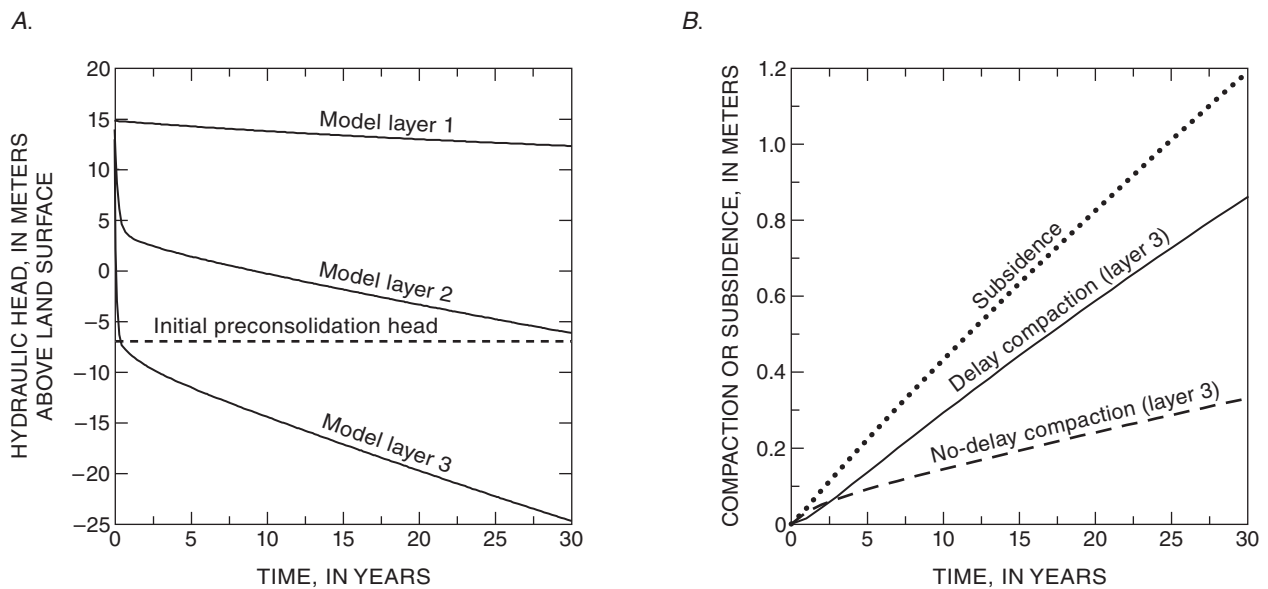 A.
HYDRAULIC HEAD, IN METERS
ABOVE LAND SURFACE
20
15
10
5
0
−5
−10
−15
−20
−25
Model layer 1
Model layer 2
Initial preconsolidation head
Model layer 3
0 5 10 15 20 25 30
TIME, IN YEARS
B.
COMPACTION OR SUBSIDENCE, IN METERS
1.2
1.0
0.8
0.6
0.4
0.2
0
Subsidence
Delay compaction (layer 3)
No-delay compaction (layer 3)
0 5 10 15 20 25 30
TIME, IN YEARS